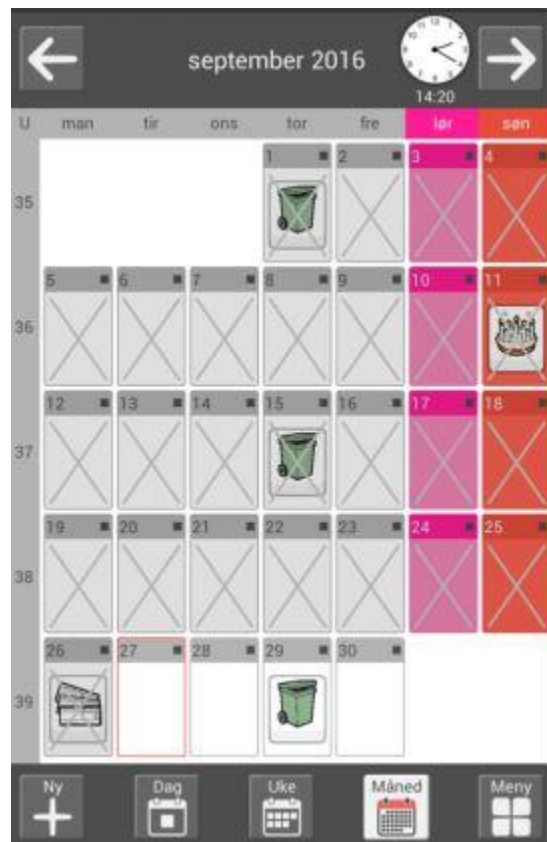 september 2016
14:20
U man tir ons tor fre lør søn
35 1 2 3 4
36 5 6 7 8 9 10 11
37 12 13 14 15 16 17 18
38 19 20 21 22 23 24 25
39 26 27 28 29 30
Ny Dag Uke Måned Meny